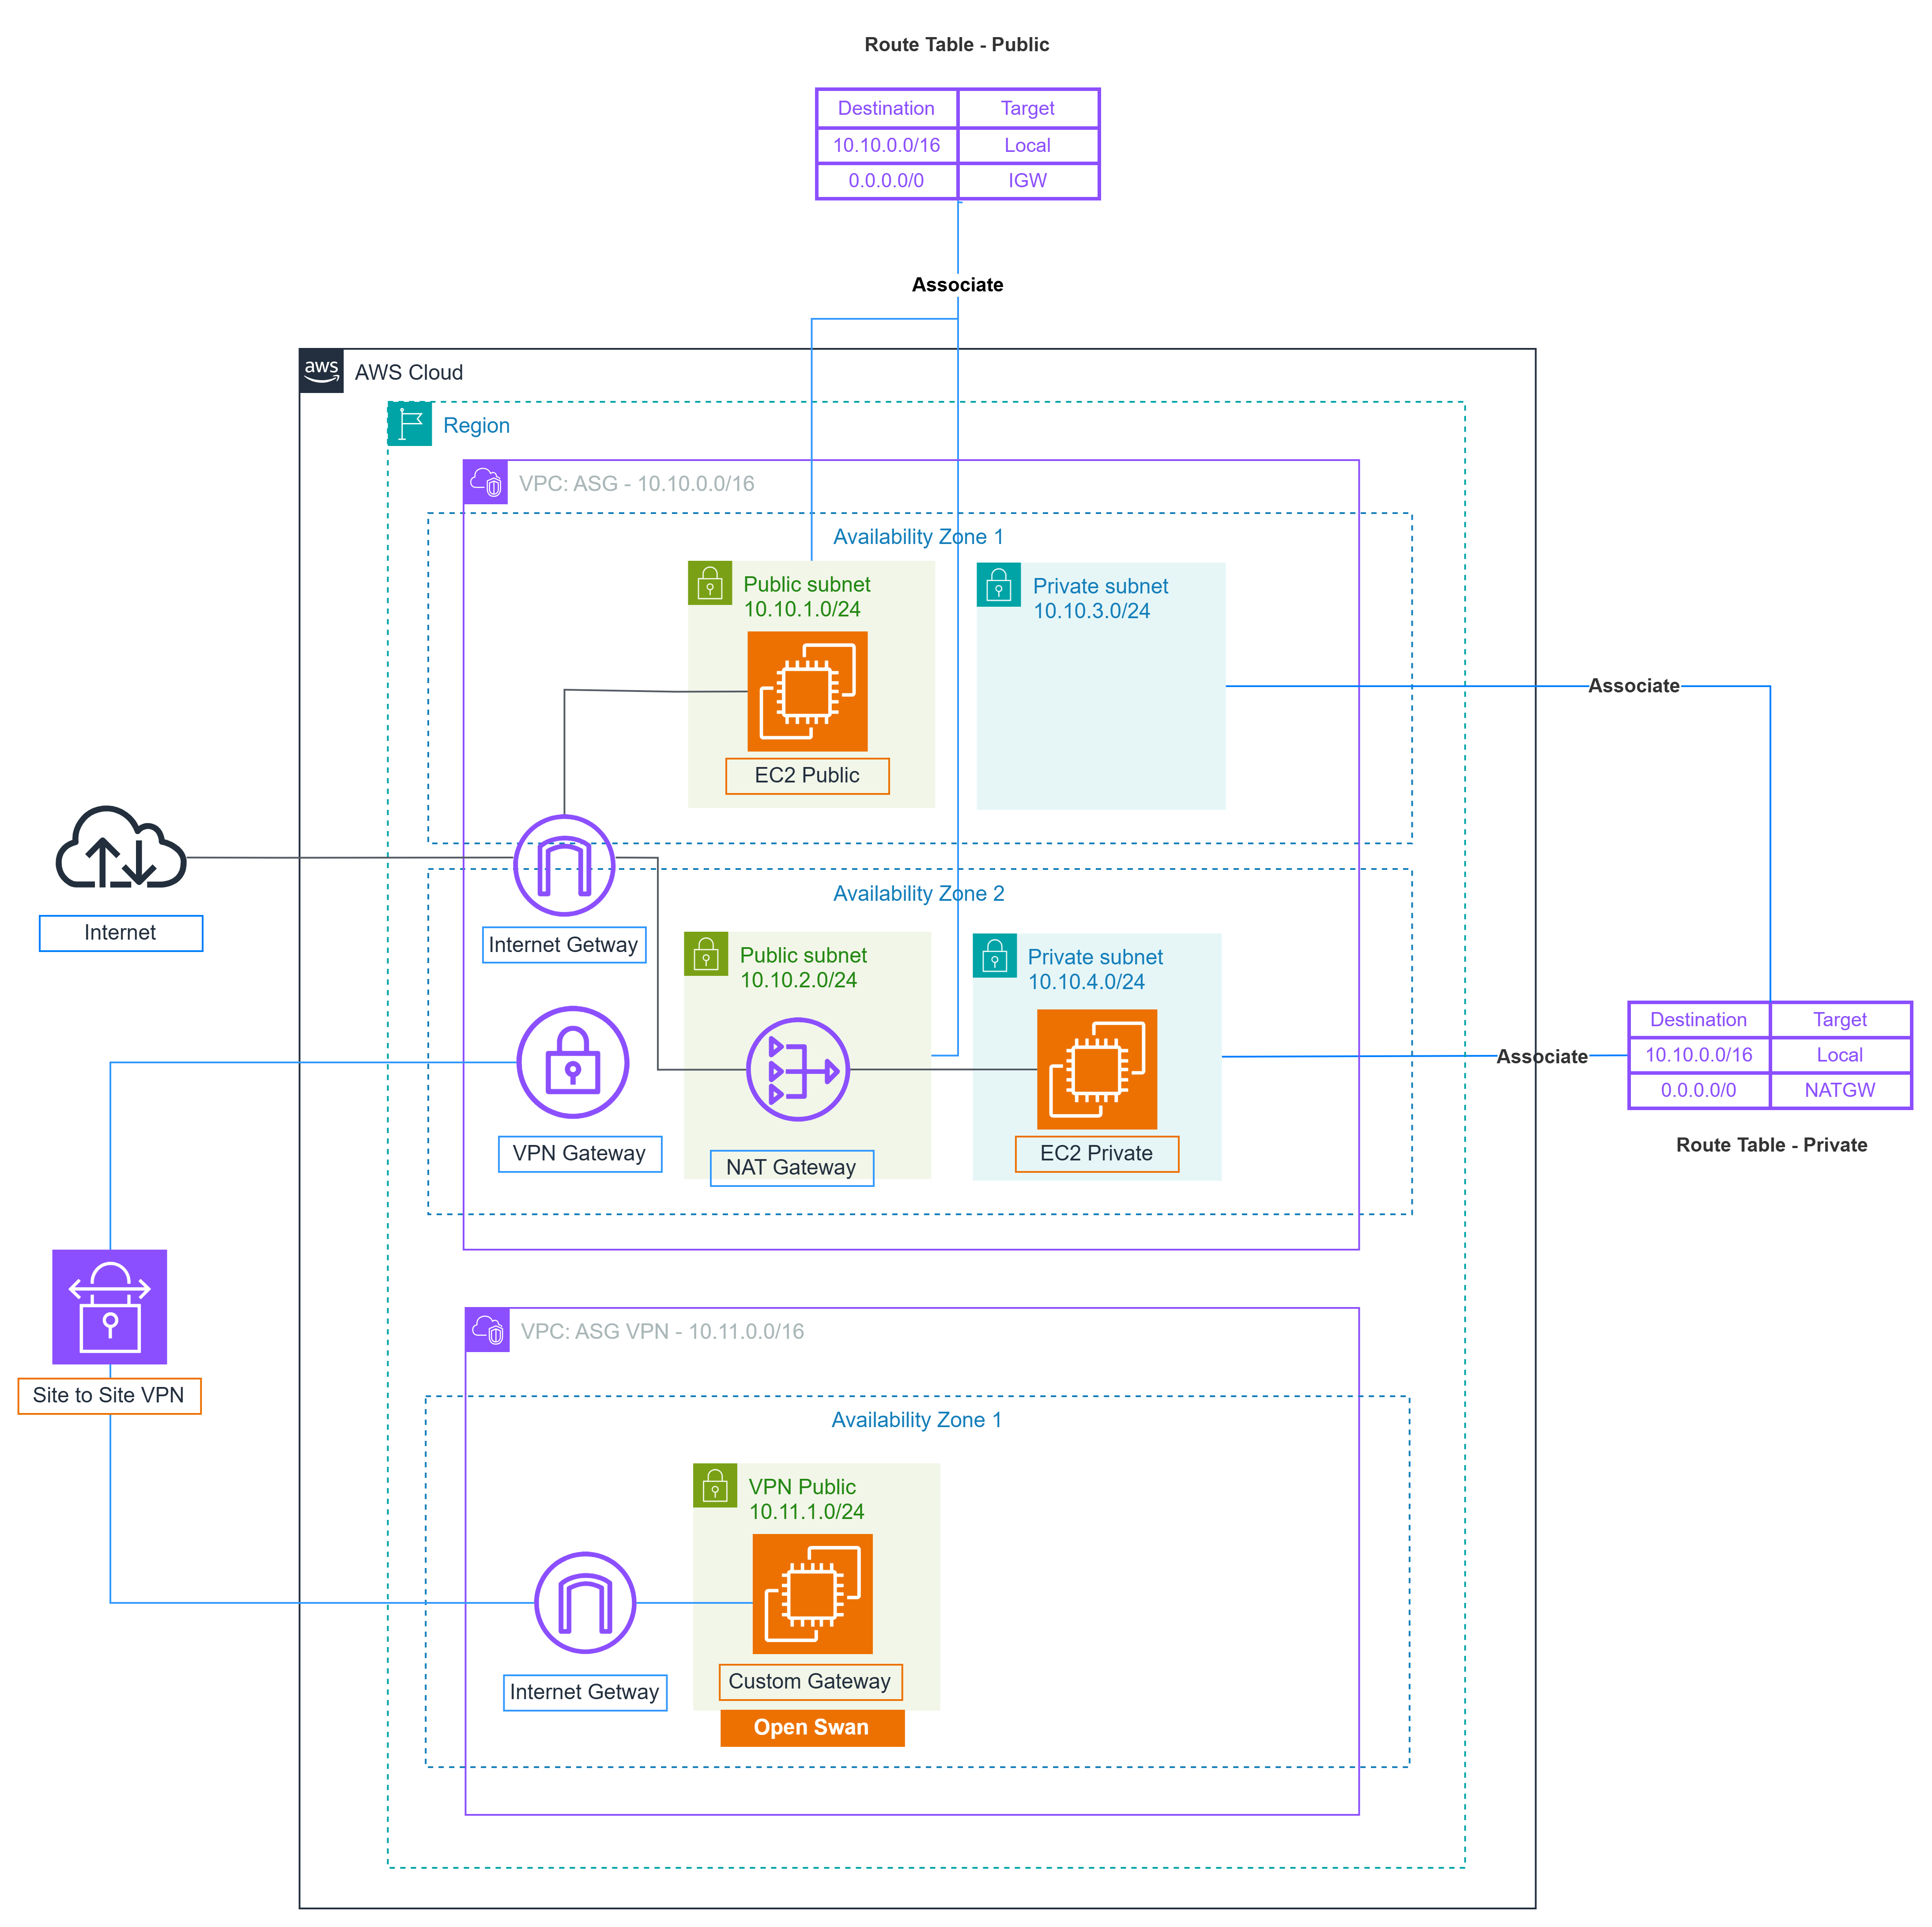 Route Table - Public
Destination Target
10.10.0.0/16 Local
0.0.0.0/0 IGW
Associate
aws
AWS Cloud
Region
VPC: ASG - 10.10.0.0/16
Availability Zone 1
Public subnet
10.10.1.0/24
Private subnet
10.10.3.0/24
EC2 Public
Associate
Internet
Internet Getway
Availability Zone 2
Public subnet
10.10.2.0/24
Private subnet
10.10.4.0/24
VPN Gateway
NAT Gateway
EC2 Private
Associate
Destination Target
10.10.0.0/16 Local
0.0.0.0/0 NATGW
Route Table - Private
Site to Site VPN
VPC: ASG VPN - 10.11.0.0/16
Availability Zone 1
VPN Public
10.11.1.0/24
Internet Getway
Custom Gateway
Open Swan